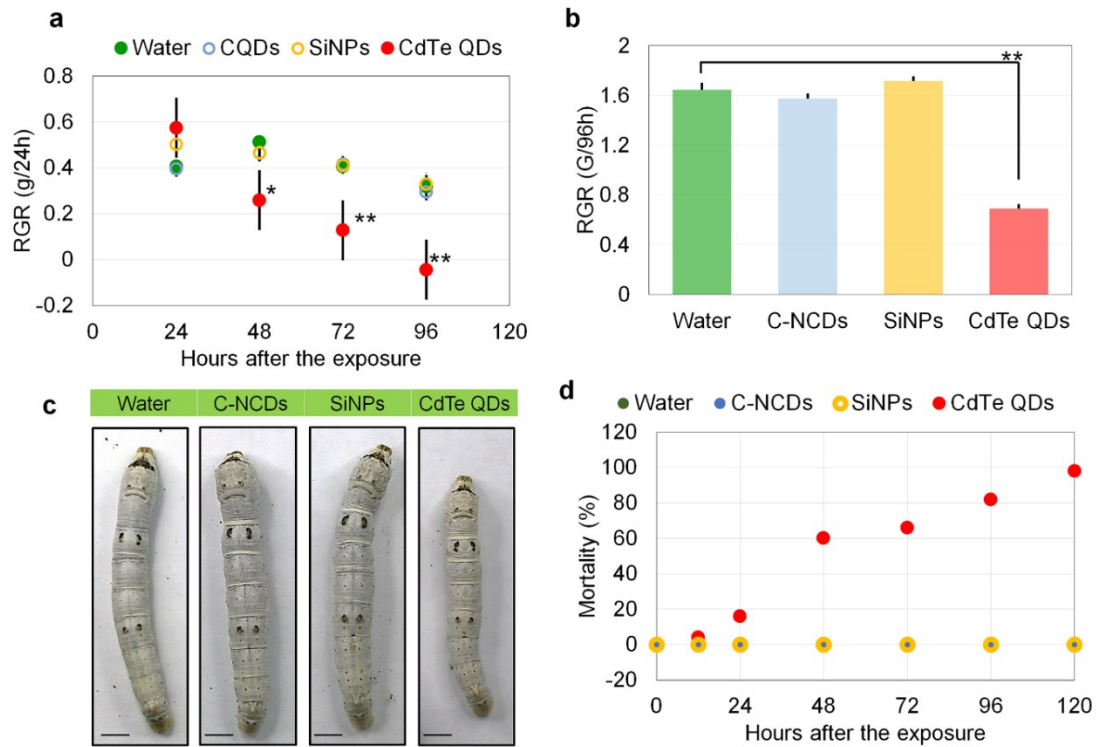 a
Water CQDs SiNPs CdTe QDs
0.8
0.6
0.4
0.2
0
-0.2
RGR (g/24h)
*
**
**
0 24 48 72 96 120
Hours after the exposure
b
2
1.6
1.2
0.8
0.4
0
RGR (G/96h)
**
Water C-NCDs SiNPs CdTe QDs
c
Water C-NCDs SiNPs CdTe QDs
d
Water C-NCDs SiNPs CdTe QDs
120
100
80
60
40
20
0
-20
Mortality (%)
0 24 48 72 96 120
Hours after the exposure